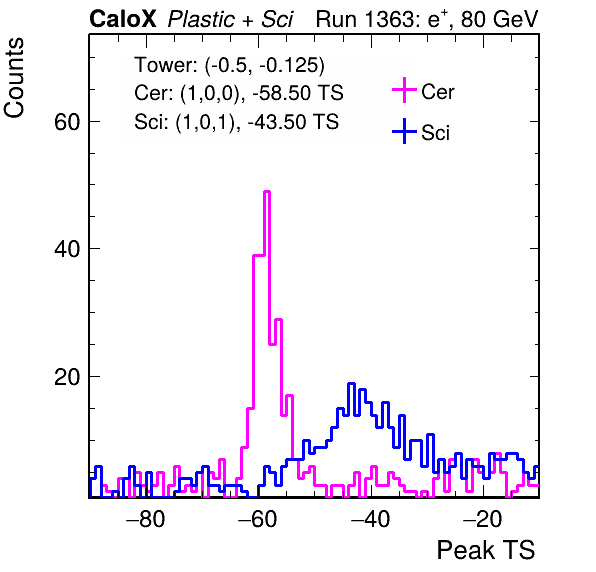 CaloX Plastic + Sci Run 1363: e+, 80 GeV
Counts
Tower: (-0.5, -0.125)
Cer: (1,0,0), -58.50 TS
Sci: (1,0,1), -43.50 TS
Cer
Sci
60
40
20
−80 −60 −40 −20
Peak TS